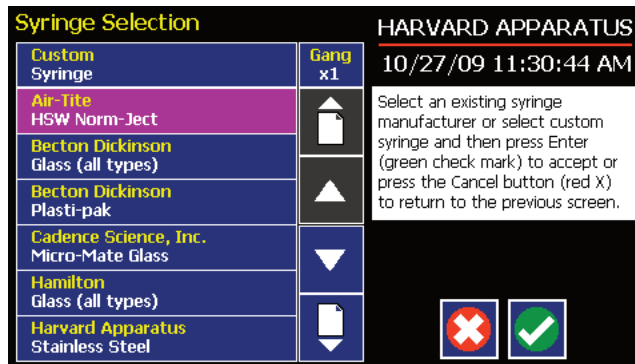 Syringe Selection
Custom
Syringe
Gang
x1
Air-Tite
HSW Norm-Ject
Becton Dickinson
Glass (all types)
Becton Dickinson
Plasti-pak
Cadence Science, Inc.
Micro-Mate Glass
Hamilton
Glass (all types)
Harvard Apparatus
Stainless Steel
HARVARD APPARATUS
10/27/09 11:30:44 AM
Select an existing syringe
manufacturer or select custom
syringe and then press Enter
(green check mark) to accept or
press the Cancel button (red X)
to return to the previous screen.